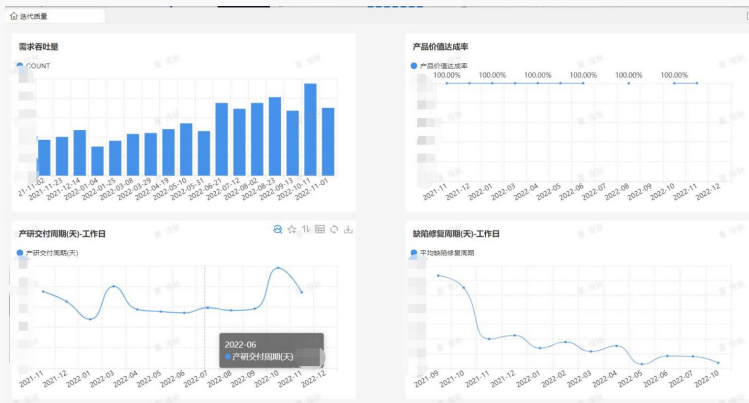 迭代质量
需求吞吐量
COUNT
21-11-02 2021-11-23 2021-12-14 2022-01-04 2022-01-25 2022-03-08 2022-03-29 2022-04-19 2022-05-10 2022-05-31 2022-06-21 2022-07-12 2022-08-02 2022-08-23 2022-09-13 2022-10-11 2022-11-01
产品价值达成率
产品价值达成率
100.00% 100.00% 100.00% 100.00% 100.00% 100.00%
2021-11 2021-12 2022-01 2022-03 2022-04 2022-05 2022-06 2022-07 2022-08 2022-09 2022-10 2022-11 2022-12
产研交付周期(天)-工作日
产研交付周期(天)
2022-06
产研交付周期(天)
2021-11 2021-12 2022-01 2022-03 2022-04 2022-05 2022-06 2022-07 2022-08 2022-09 2022-10 2022-11 2022-12
缺陷修复周期(天)-工作日
平均缺陷修复周期
2021-09 2021-10 2021-11 2021-12 2022-01 2022-02 2022-03 2022-04 2022-05 2022-06 2022-07 2022-10